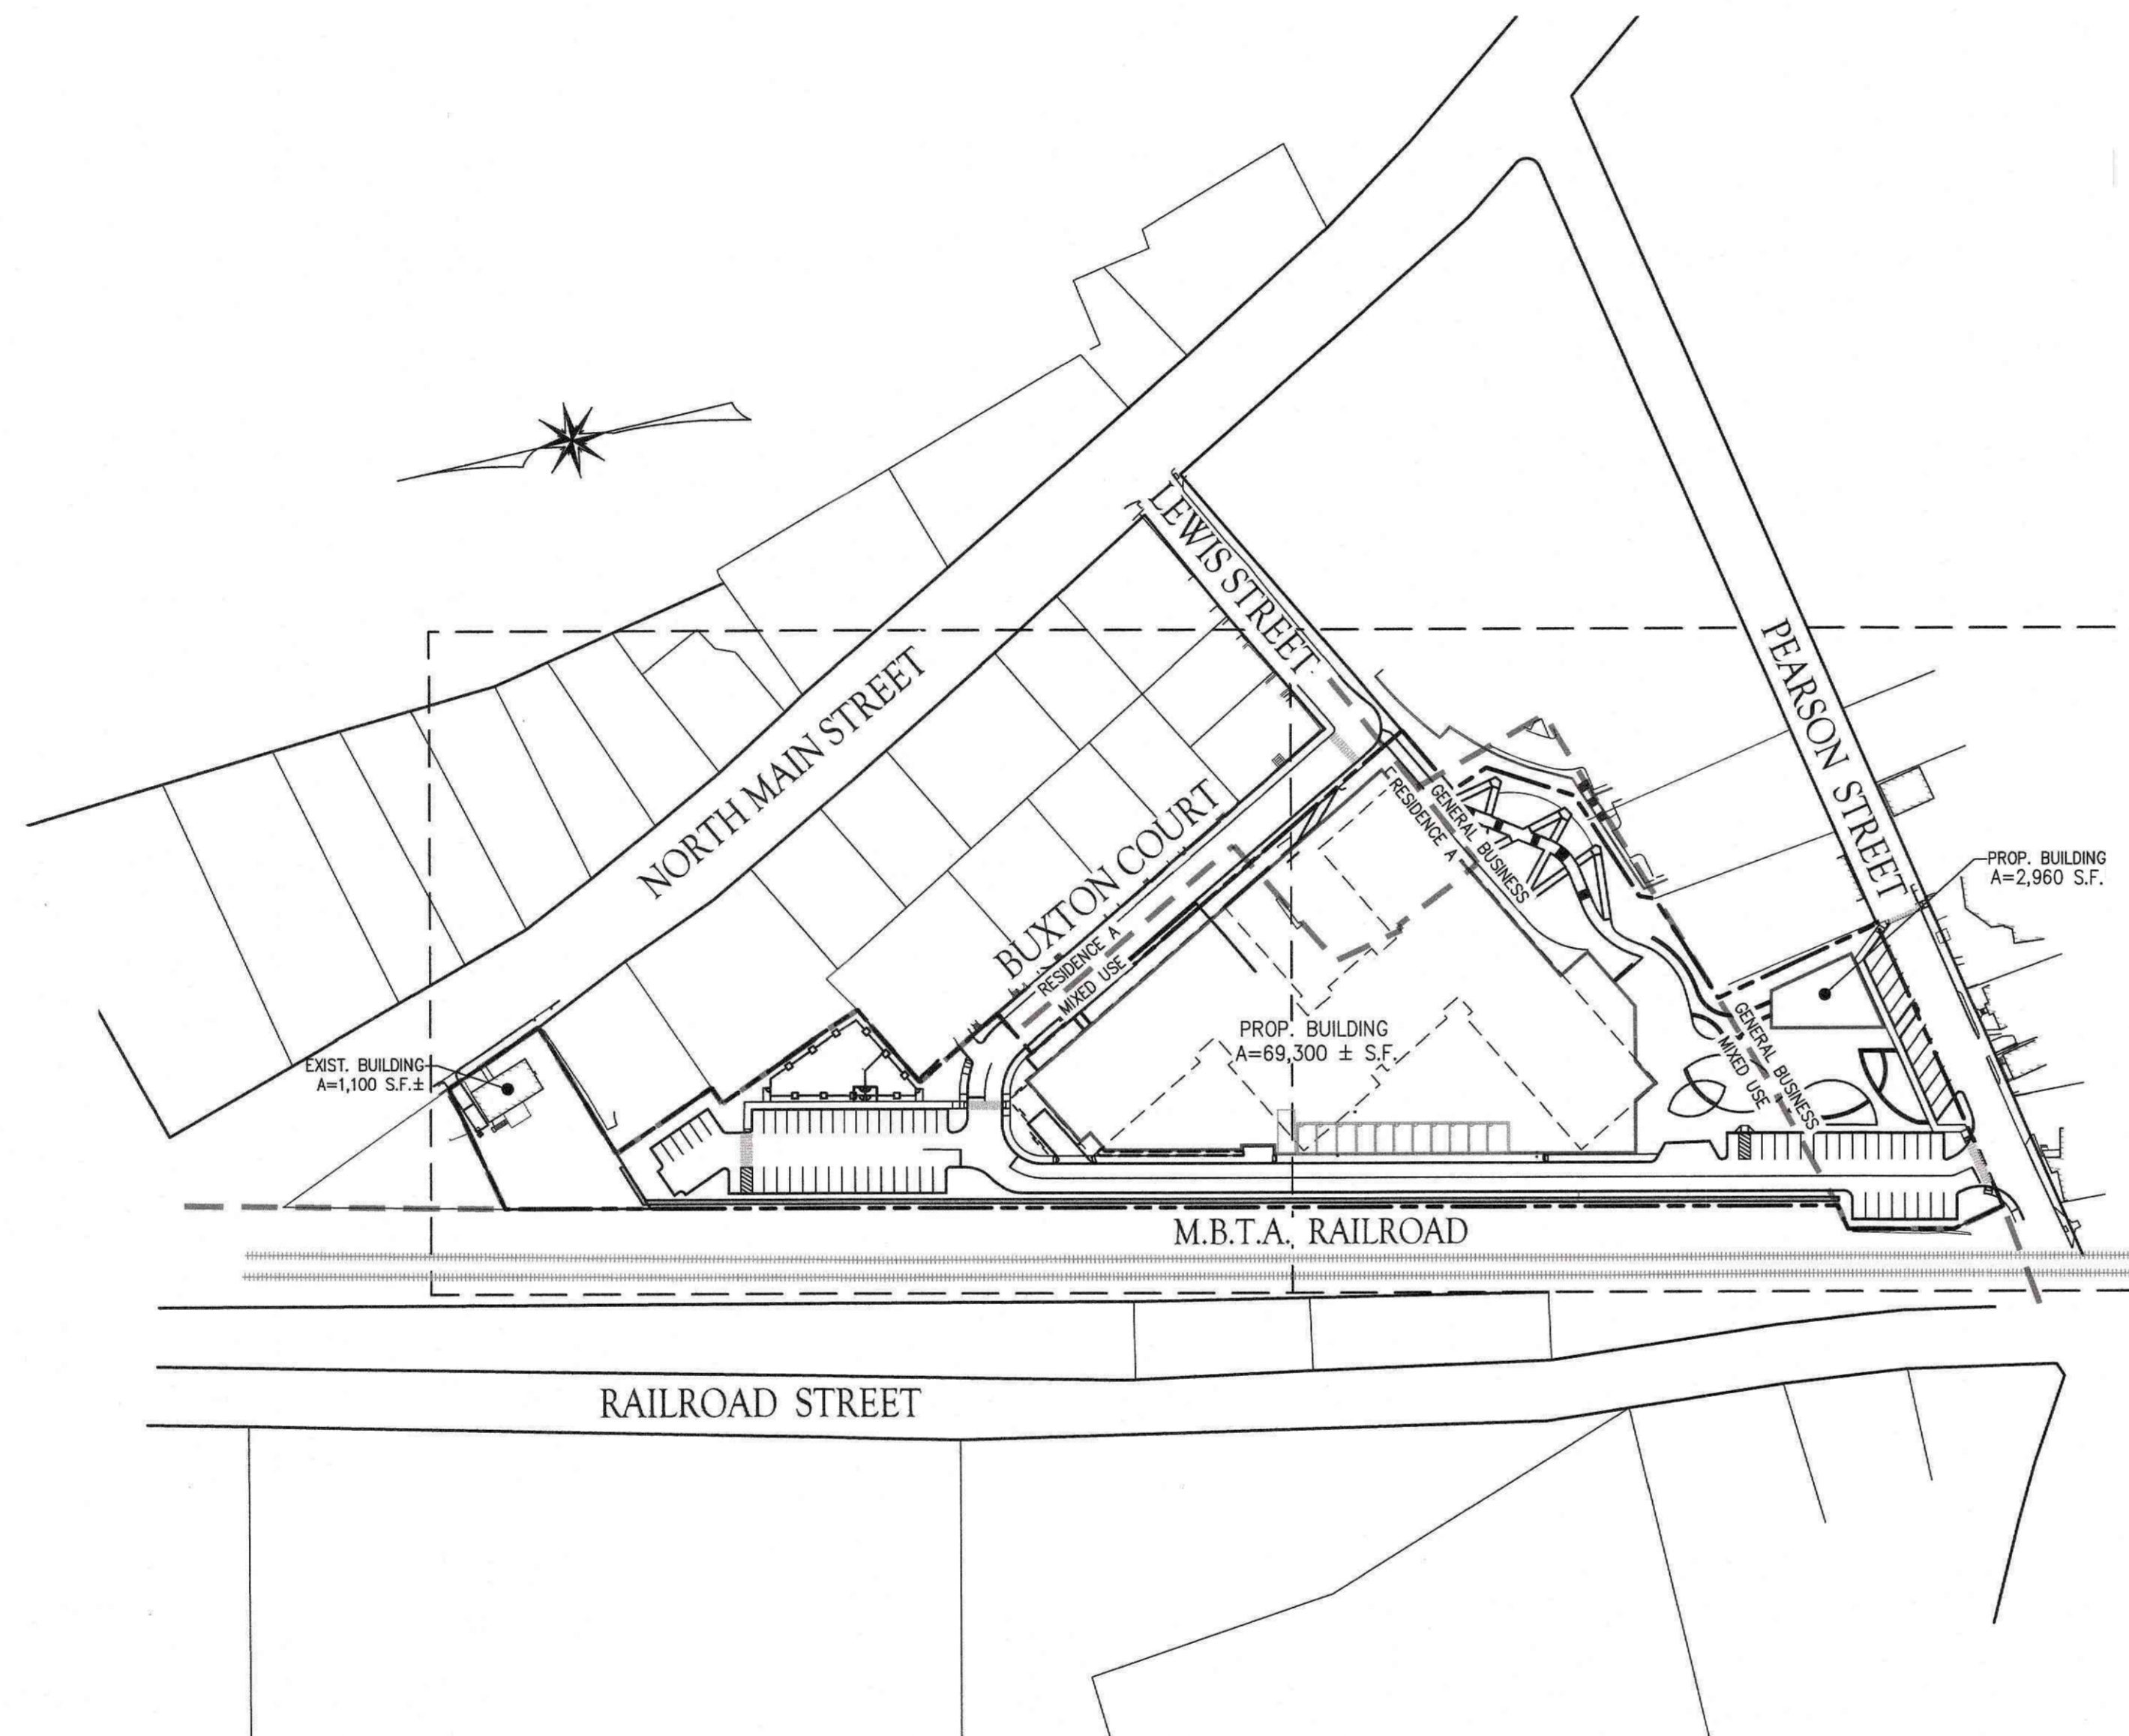 LEWIS STREET
PEARSON STREET
NORTH MAIN STREET
BUXTON COURT
GENERAL BUSINESS
RESIDENCE A
PROP. BUILDING
A=2,960 S.F.
RESIDENCE A
MIXED USE
PROP. BUILDING
A=69,300 ± S.F.
GENERAL BUSINESS
MIXED USE
EXIST. BUILDING
A=1,100 S.F.±
M.B.T.A. RAILROAD
RAILROAD STREET